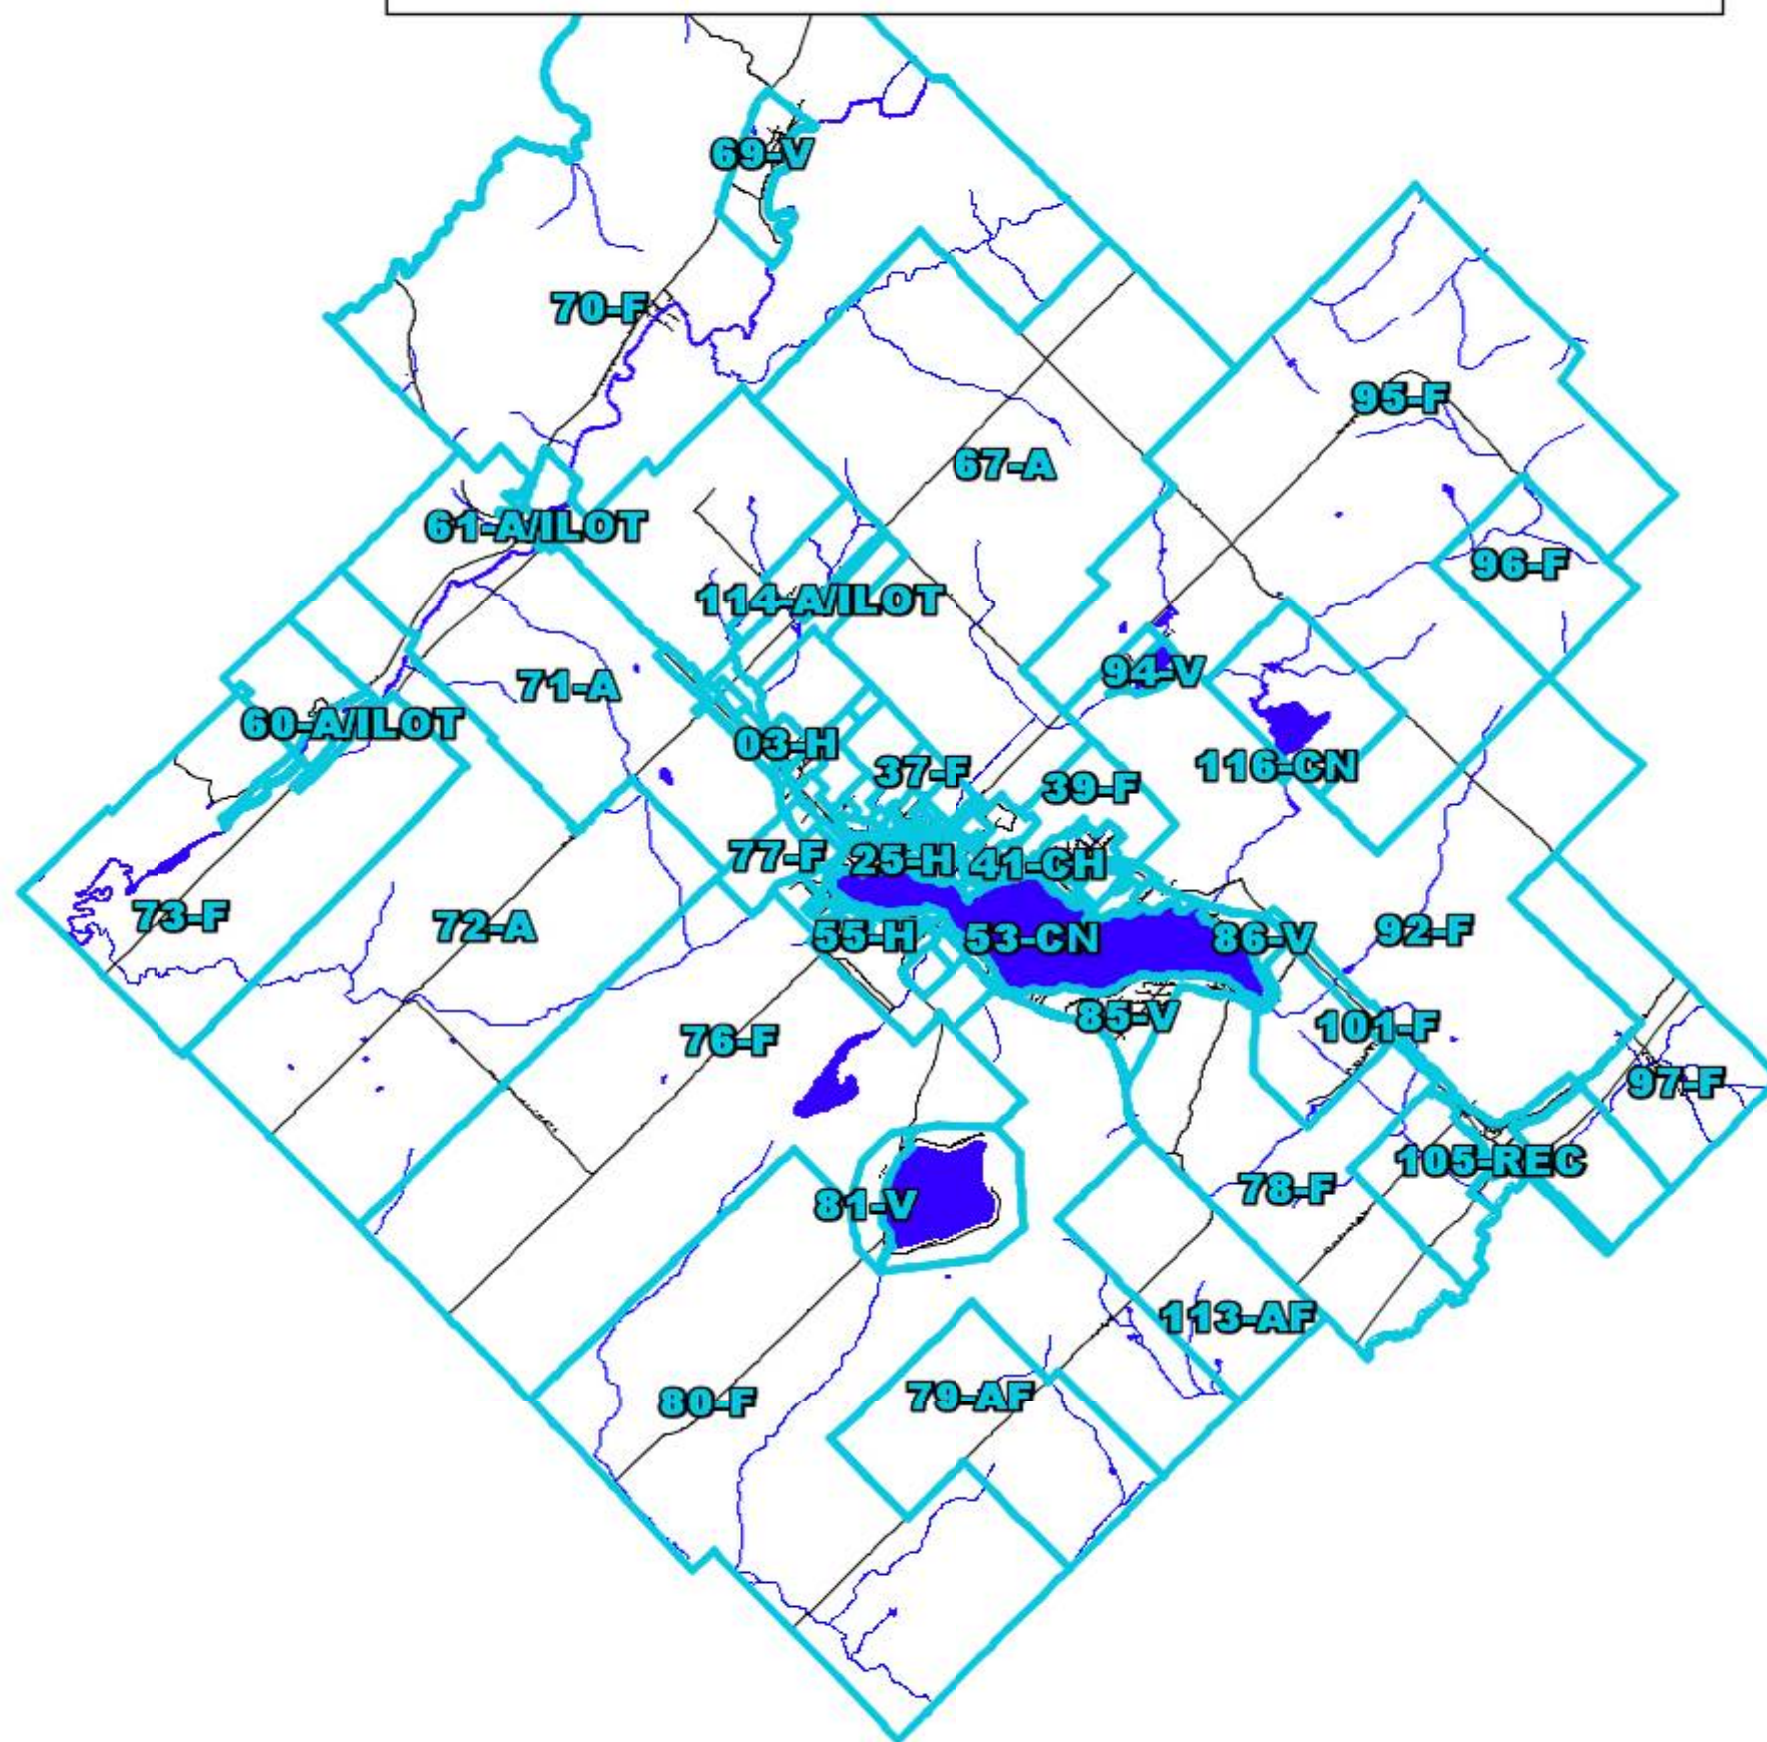 69-V
70-F
95-F
67-A
61-A/ILOT
96-F
114-A/ILOT
94-V
71-A
60-A/ILOT
03-H
37-F
39-F
116-CN
77-F
25-H
41-CH
73-F
72-A
55-H
53-CN
86-V
92-F
76-F
85-V
101-F
97-F
81-V
78-F
105-REC
113-AF
80-F
79-AF